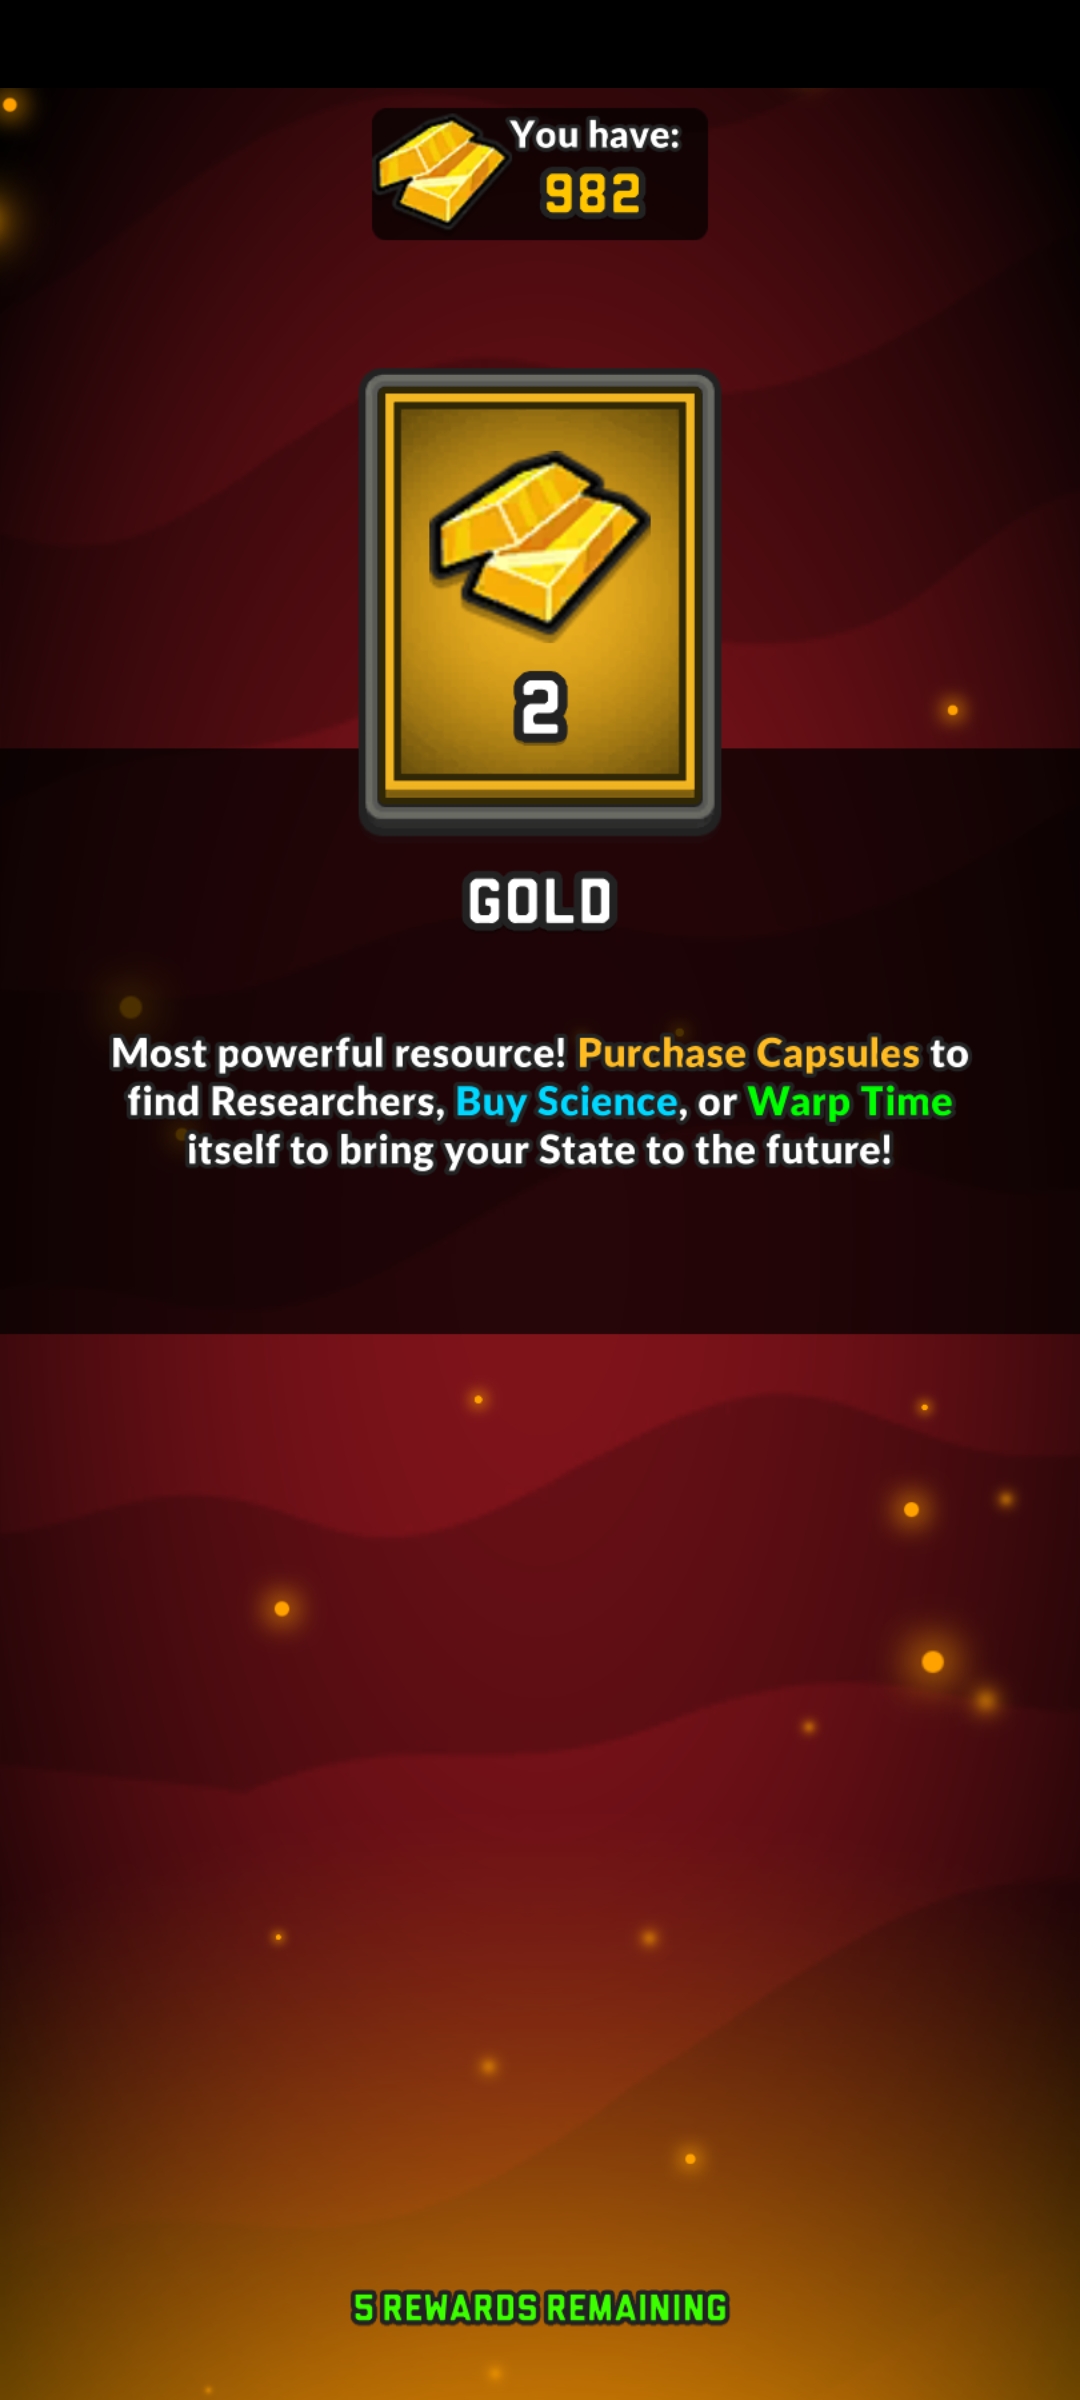 You have:
982
2
GOLD
Most powerful resource! Purchase Capsules to
find Researchers, Buy Science, or Warp Time
itself to bring your State to the future!
5 REWARDS REMAINING